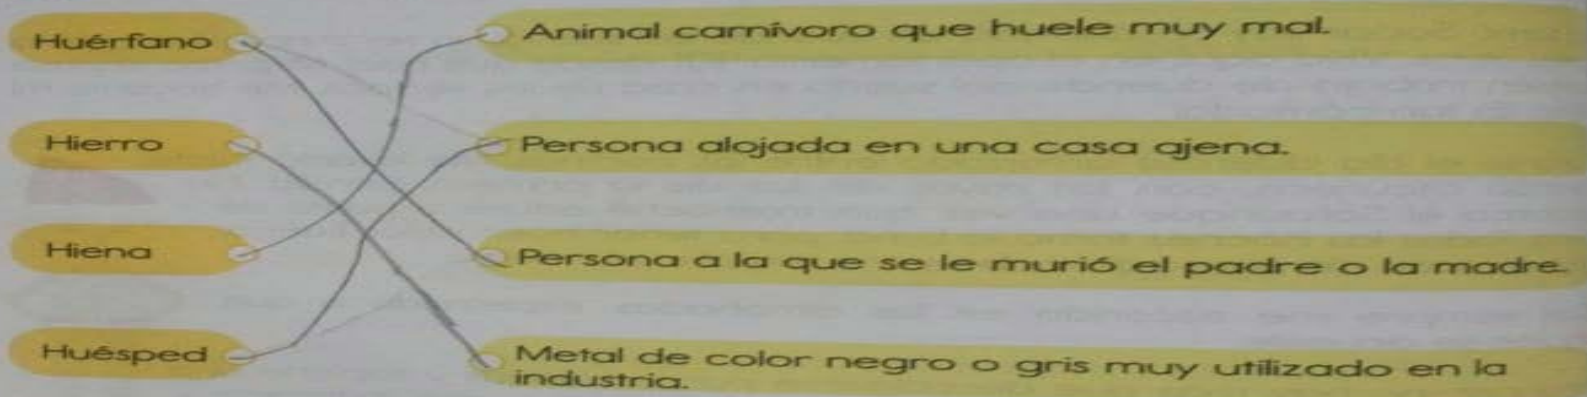 Huérfano
Animal carnívoro que huele muy mal.
Hierro
Persona alojada en una casa ajena.
Hiena
Persona a la que se le murió el padre o la madre.
Huésped
Metal de color negro o gris muy utilizado en la
industria.